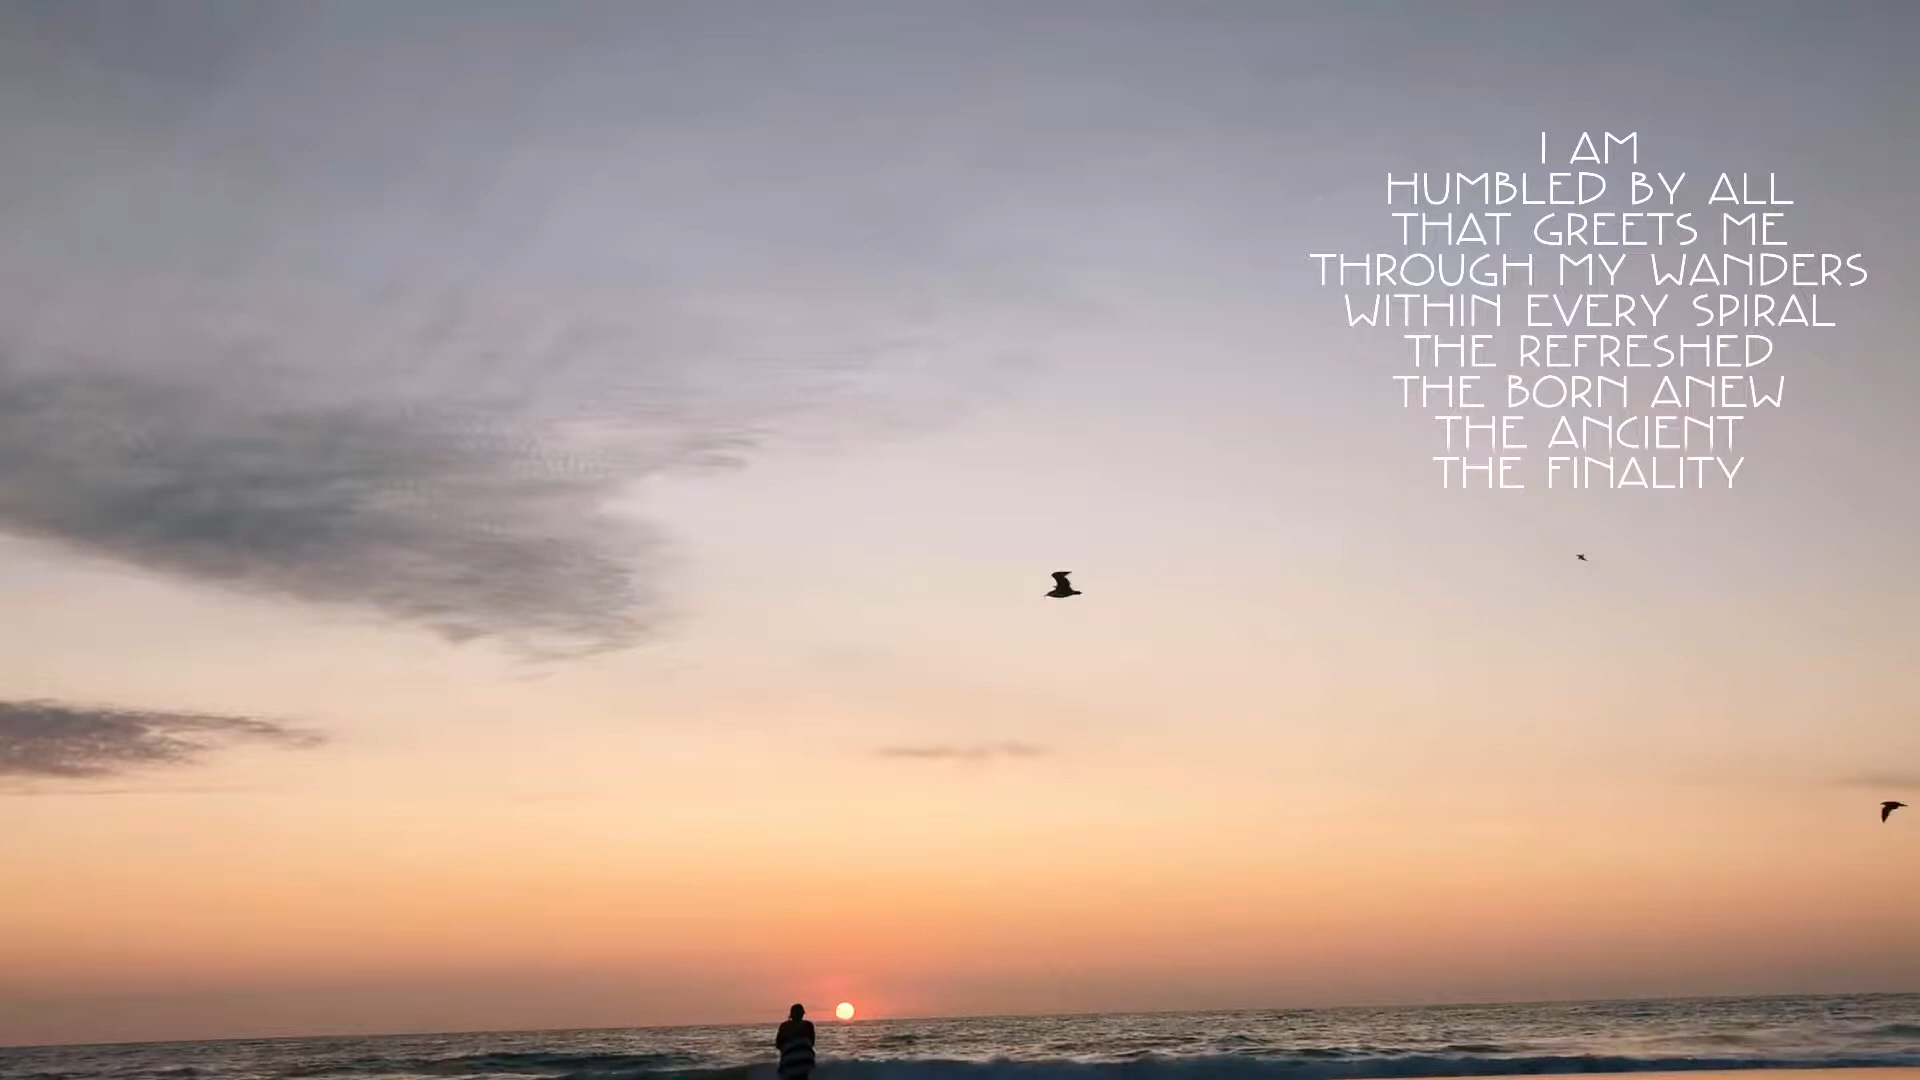 I AM
HUMBLED BY ALL
THAT GREETS ME
THROUGH MY WANDERS
WITHIN EVERY SPIRAL
THE REFRESHED
THE BORN ANEW
THE ANCIENT
THE FINALITY